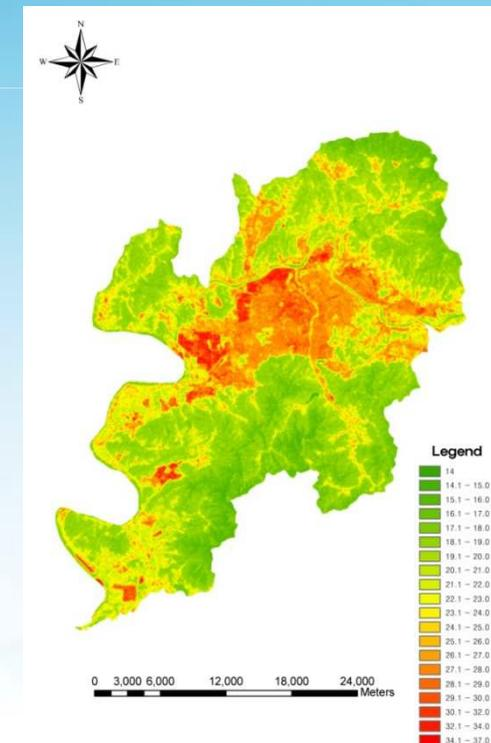 N
W E
S
Legend
14
14.1 - 15.0
15.1 - 16.0
16.1 - 17.0
17.1 - 18.0
18.1 - 19.0
19.1 - 20.0
20.1 - 21.0
21.1 - 22.0
22.1 - 23.0
23.1 - 24.0
24.1 - 25.0
25.1 - 26.0
26.1 - 27.0
27.1 - 28.0
28.1 - 29.0
29.1 - 30.0
30.1 - 32.0
32.1 - 34.0
34.1 - 37.0
0 3,000 6,000 12,000 18,000 24,000
Meters